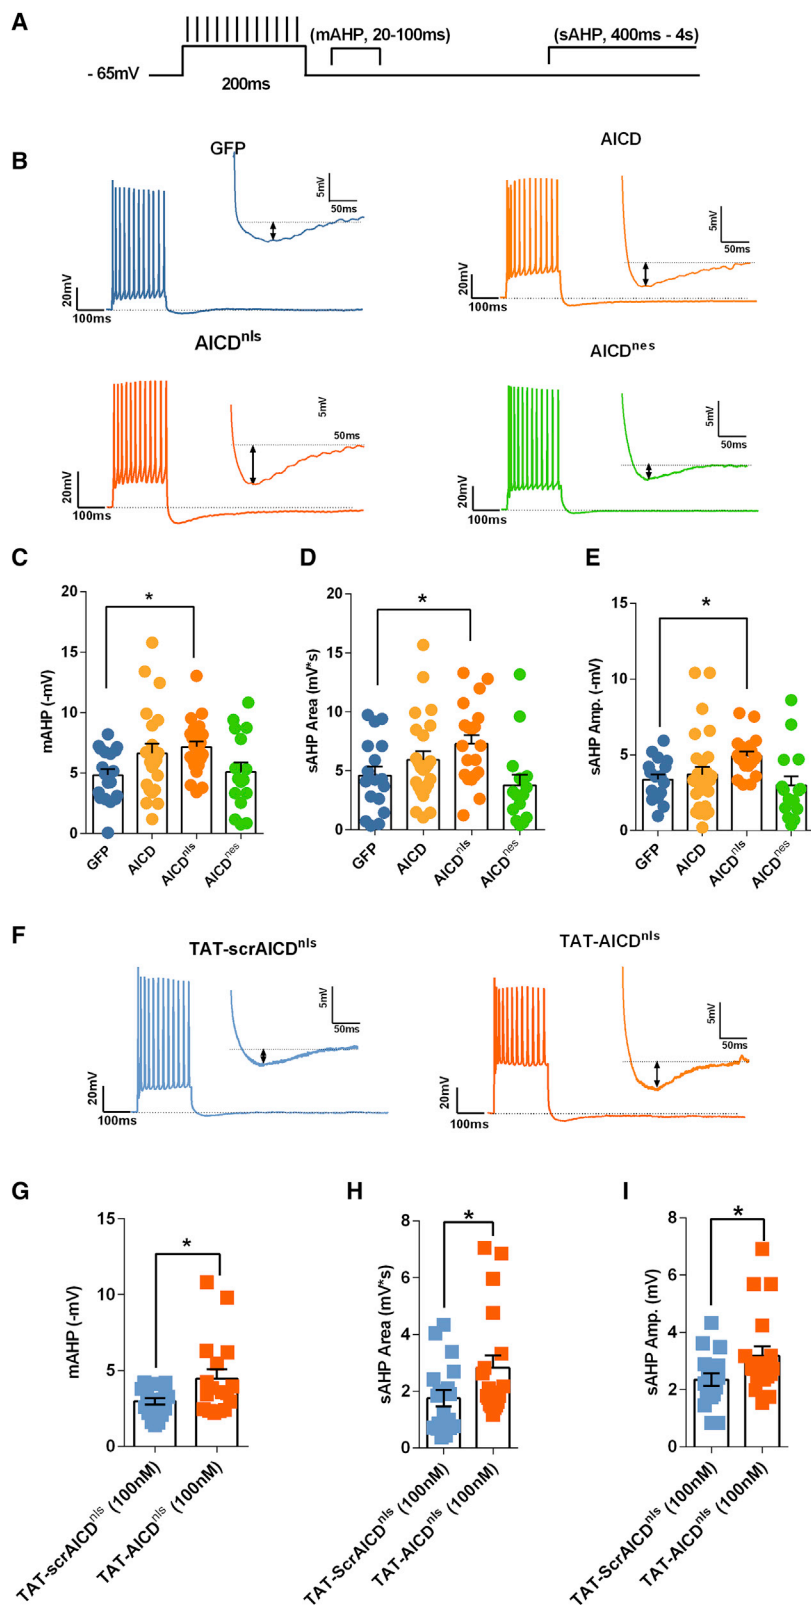 A
(mAHP, 20-100ms)
(sAHP, 400ms - 4s)
- 65mV
200ms
B
GFP
5mV
50ms
20mV
100ms
AICD
5mV
50ms
20mV
100ms
AICDnls
5mV
50ms
20mV
100ms
AICDnes
5mV
50ms
20mV
100ms
C
mAHP (-mV)
20
15
10
5
0
*
GFP
AICD
AICDnls
AICDnes
D
sAHP Area (mV*s)
20
15
10
5
0
*
GFP
AICD
AICDnls
AICDnes
E
sAHP Amp. (-mV)
15
10
5
0
*
GFP
AICD
AICDnls
AICDnes
F
TAT-scrAICDnls
5mV
50ms
20mV
100ms
TAT-AICDnls
5mV
50ms
20mV
100ms
G
mAHP (-mV)
15
10
5
0
*
TAT-scrAICDnls (100nM)
TAT-AICDnls (100nM)
H
sAHP Area (mV*s)
8
6
4
2
0
*
TAT-ScrAICDnls (100nM)
TAT-AICDnls (100nM)
I
sAHP Amp. (mV)
8
6
4
2
0
*
TAT-ScrAICDnls (100nM)
TAT-AICDnls (100nM)